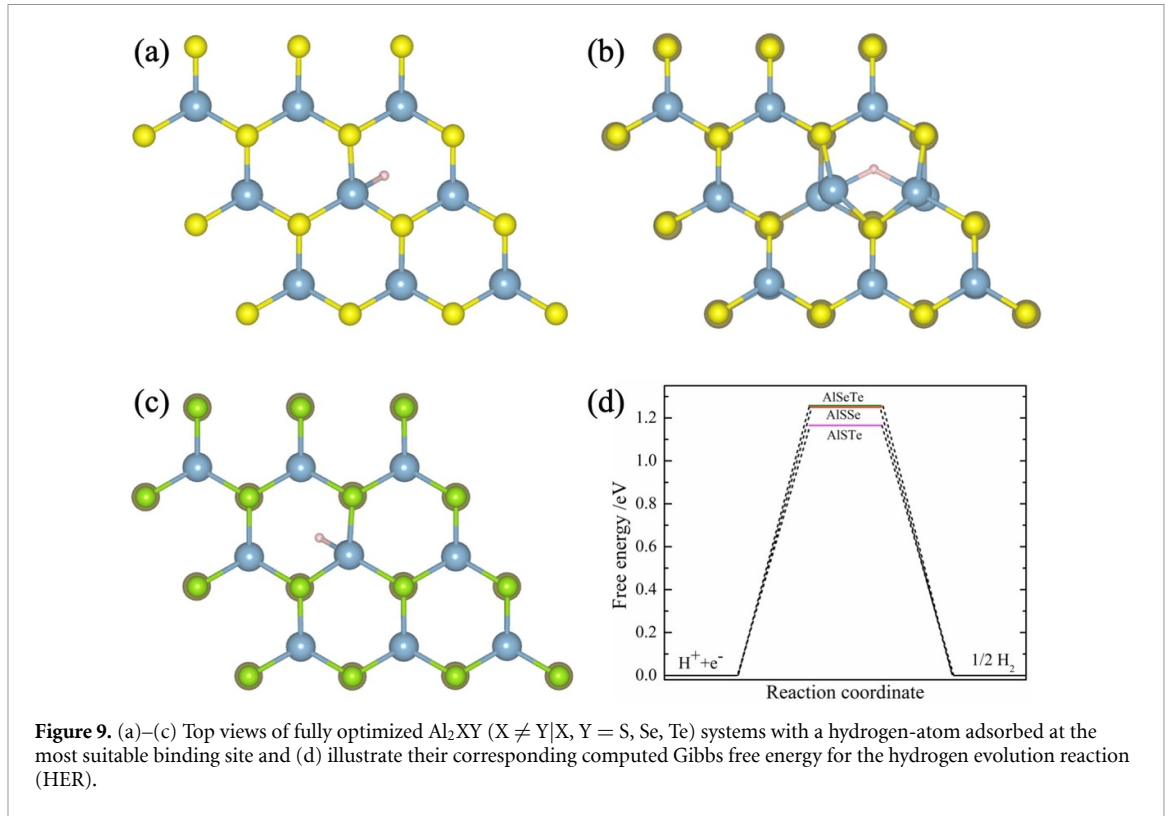 (a)
(b)
(c)
(d)
AlSeTe
AlSSe
AlSTe
1.2
1.0
0.8
0.6
0.4
0.2
0.0
Free energy /eV
H⁺+e⁻
1/2 H₂
Reaction coordinate
Figure 9. (a)–(c) Top views of fully optimized Al₂XY (X ≠ Y|X, Y = S, Se, Te) systems with a hydrogen-atom adsorbed at the
most suitable binding site and (d) illustrate their corresponding computed Gibbs free energy for the hydrogen evolution reaction
(HER).